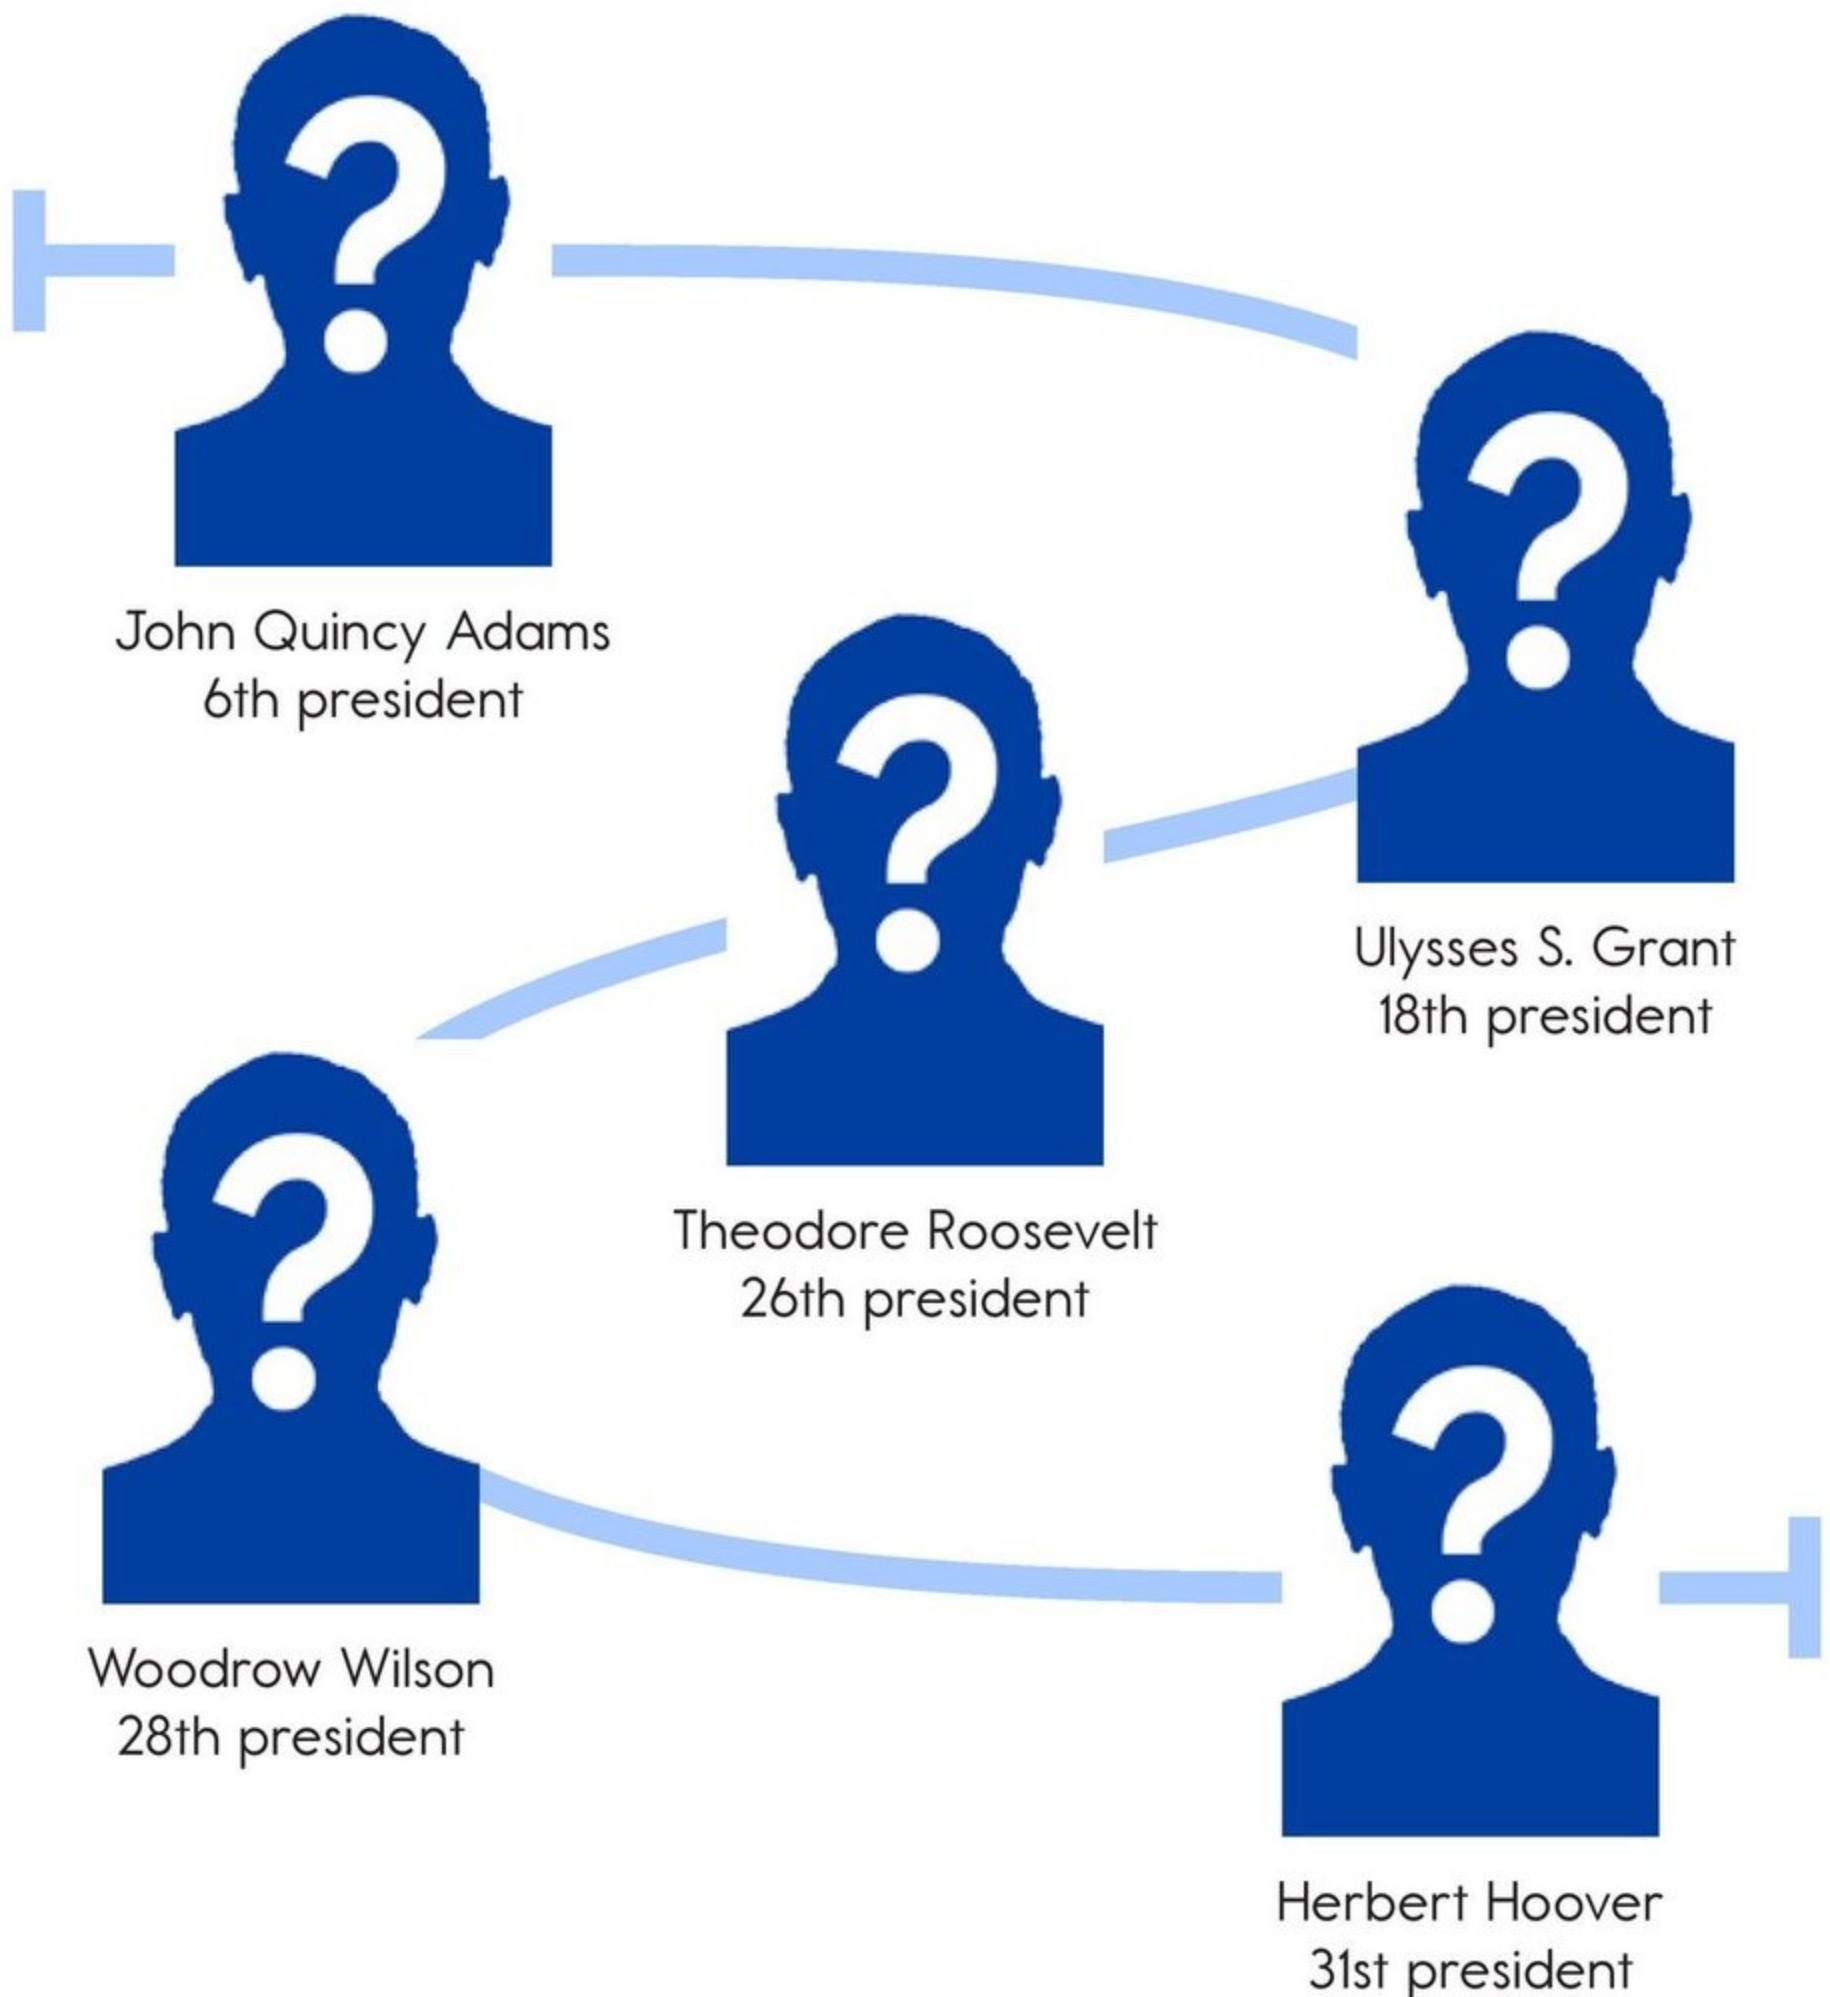 John Quincy Adams
6th president
Ulysses S. Grant
18th president
Theodore Roosevelt
26th president
Woodrow Wilson
28th president
Herbert Hoover
31st president